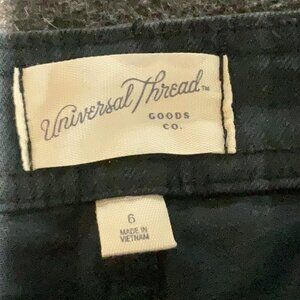 Universal Thread™
GOODS
CO.
6
MADE IN
VIETNAM